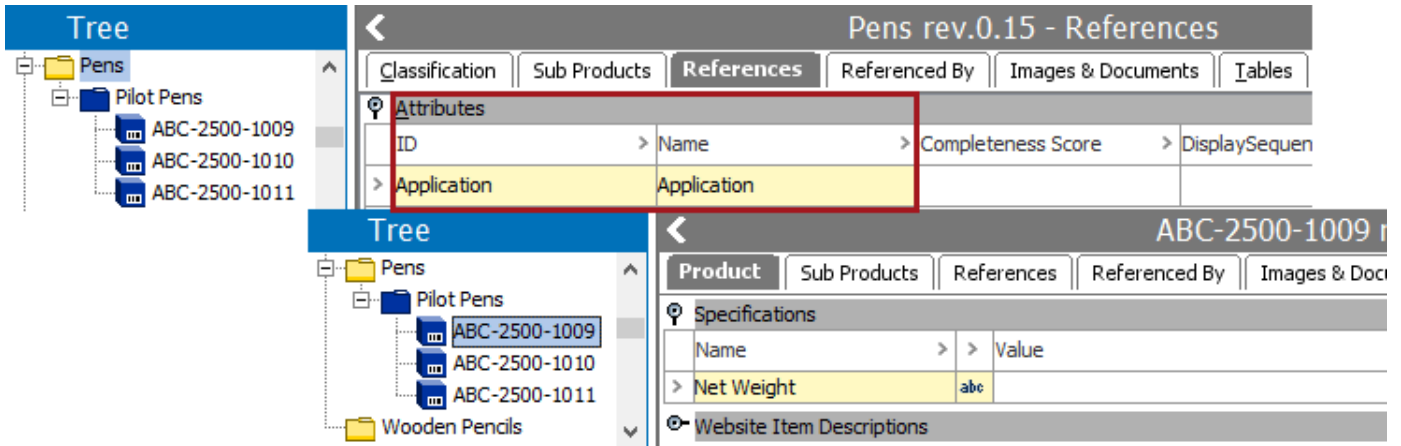 Tree
Pens
Pilot Pens
ABC-2500-1009
ABC-2500-1010
ABC-2500-1011
Pens rev.0.15 - References
Classification Sub Products References Referenced By Images & Documents Tables
Attributes
ID > Name > Completeness Score > DisplaySequen
> Application Application
Tree
Pens
Pilot Pens
ABC-2500-1009
ABC-2500-1010
ABC-2500-1011
Wooden Pencils
ABC-2500-1009 r
Product Sub Products References Referenced By Images & Docu
Specifications
Name > > Value
> Net Weight abc
Website Item Descriptions